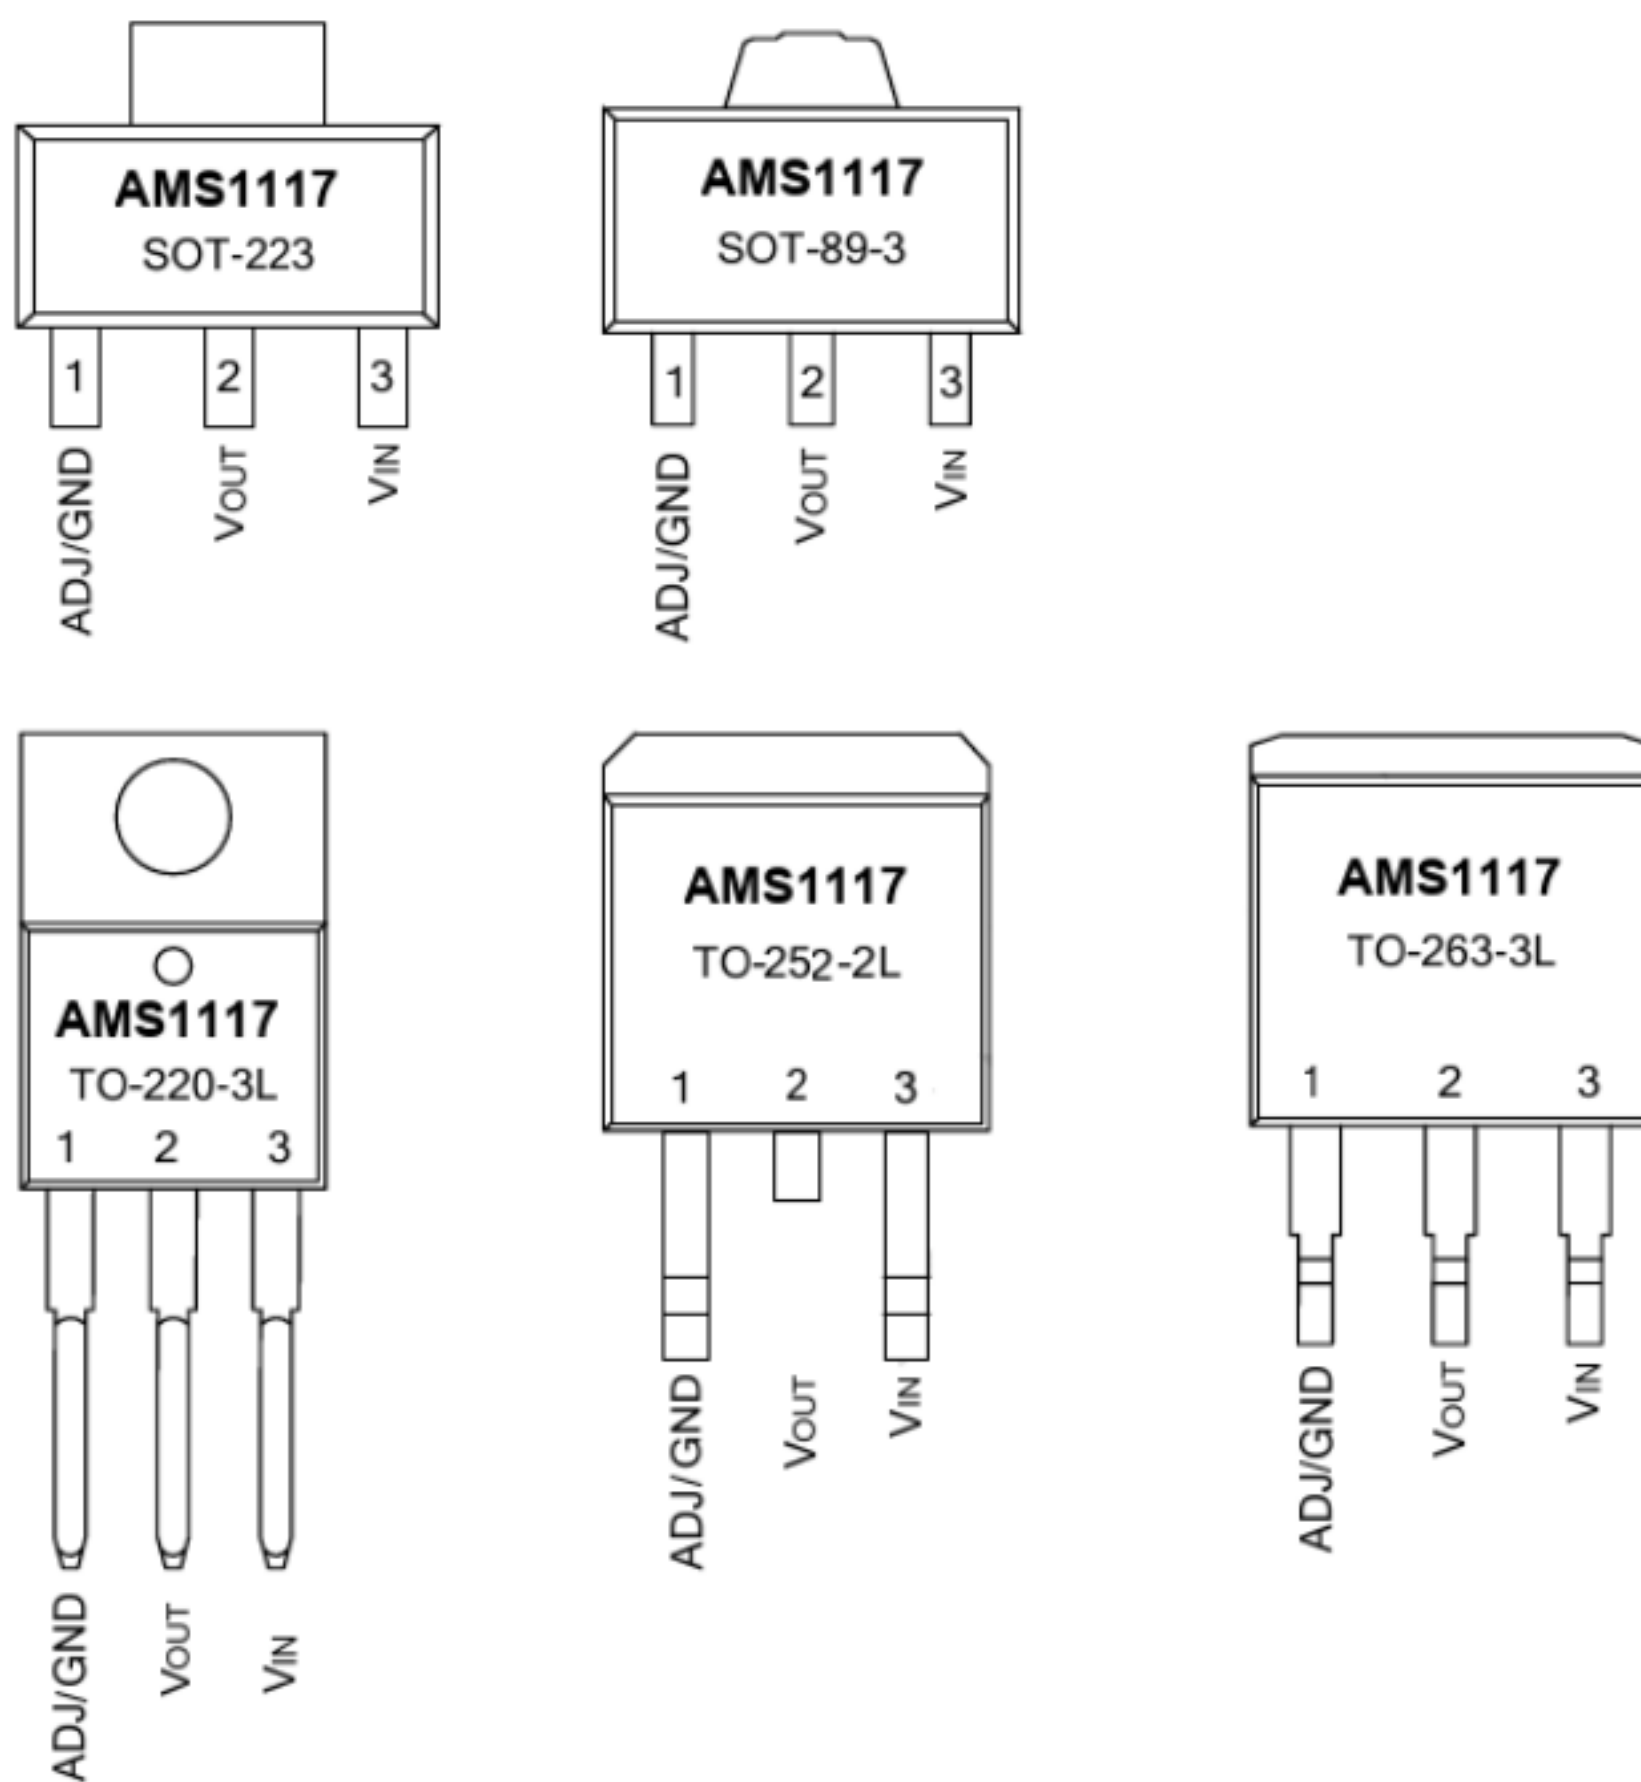 AMS1117
SOT-223
1 2 3
ADJ/GND
VOUT
VIN
AMS1117
SOT-89-3
1 2 3
ADJ/GND
VOUT
VIN
AMS1117
TO-220-3L
1 2 3
ADJ/GND
VOUT
VIN
AMS1117
TO-252-2L
1 2 3
ADJ/GND
VOUT
VIN
AMS1117
TO-263-3L
1 2 3
ADJ/GND
VOUT
VIN